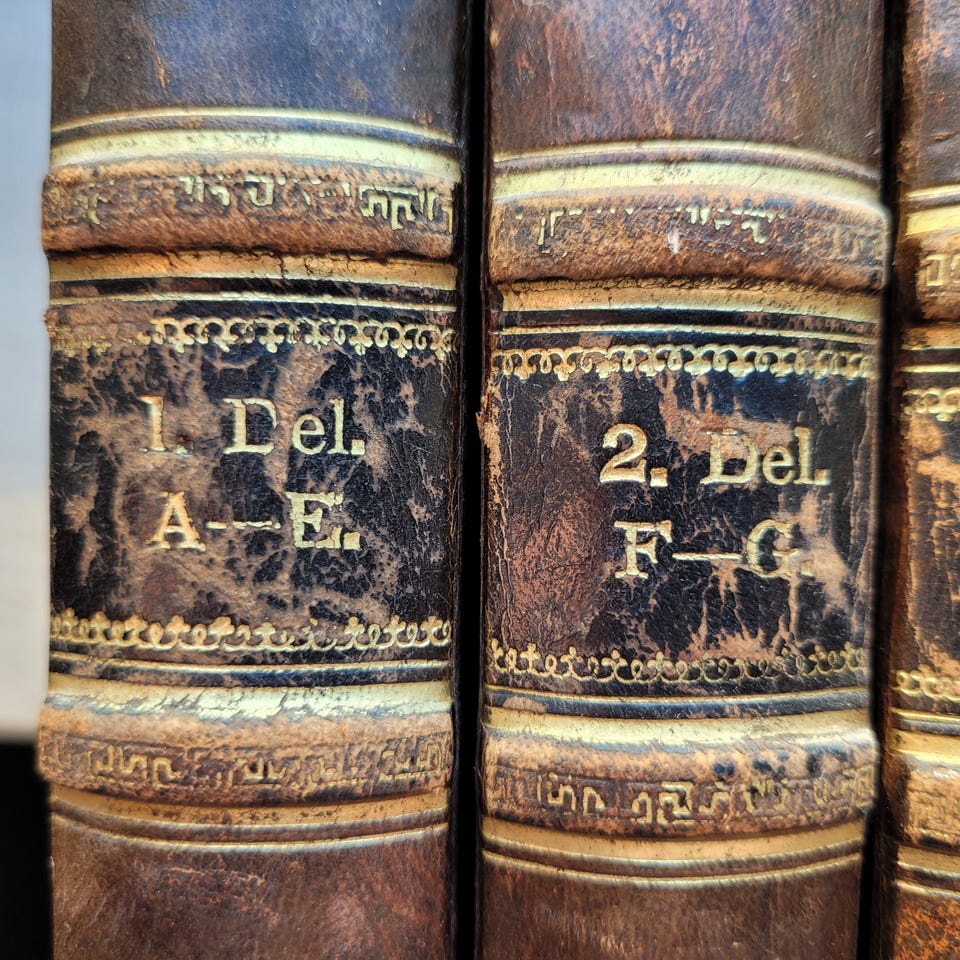 1. Del.
A—E.
2. Del.
F—G.